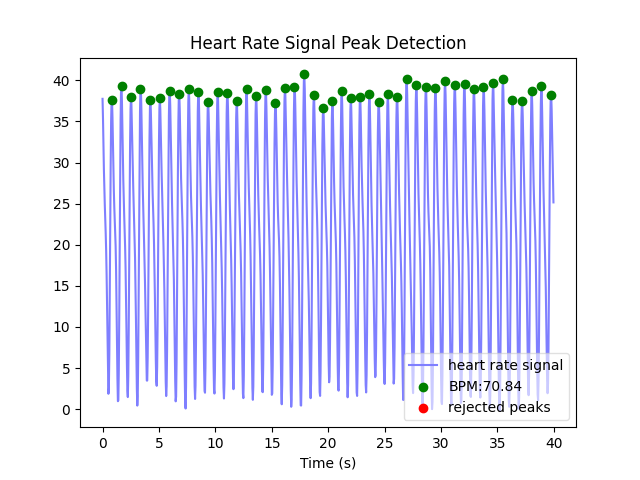 Heart Rate Signal Peak Detection
40
35
30
25
20
15
10
5
0
heart rate signal
BPM:70.84
rejected peaks
0 5 10 15 20 25 30 35 40
Time (s)